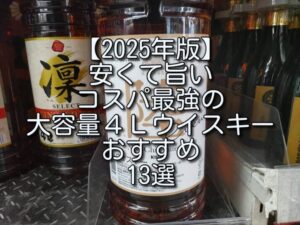 【2025年版】
安くて旨い
コスパ最強の
大容量４Ｌウイスキー
おすすめ
13選
凛
SELECT